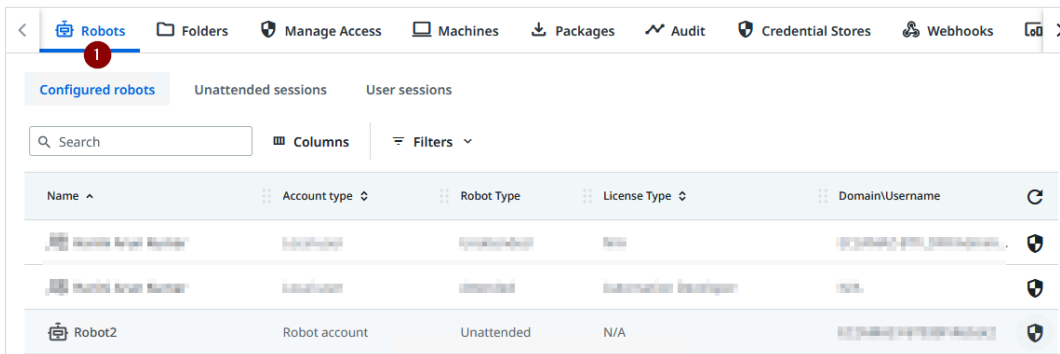 Robots Folders Manage Access Machines Packages Audit Credential Stores Webhooks
1
Configured robots Unattended sessions User sessions
Search Columns Filters
Name Account type Robot Type License Type Domain\Username
Robot2 Robot account Unattended N/A